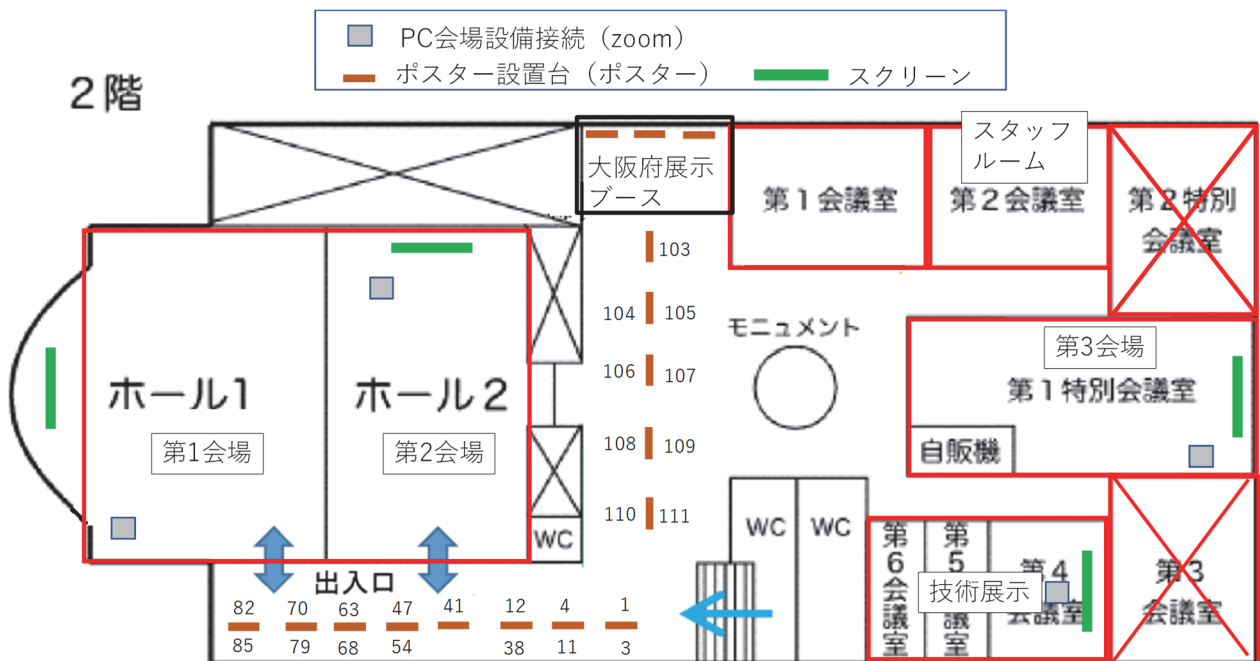 PC会場設備接続（zoom）
ポスター設置台（ポスター）
スクリーン
２階
大阪府展示
ブース
第１会議室
スタッフ
ルーム
第２会議室
第２特別
会議室
103
104
105
106
107
108
109
110
111
モニュメント
第3会場
第１特別会議室
自販機
ホール1
第1会場
ホール２
第2会場
WC
WC
WC
第６会議室
第５会議室
第４
会議室
技術展示
第３
会議室
出入口
82 70 63 47 41 12 4 1
85 79 68 54 38 11 3